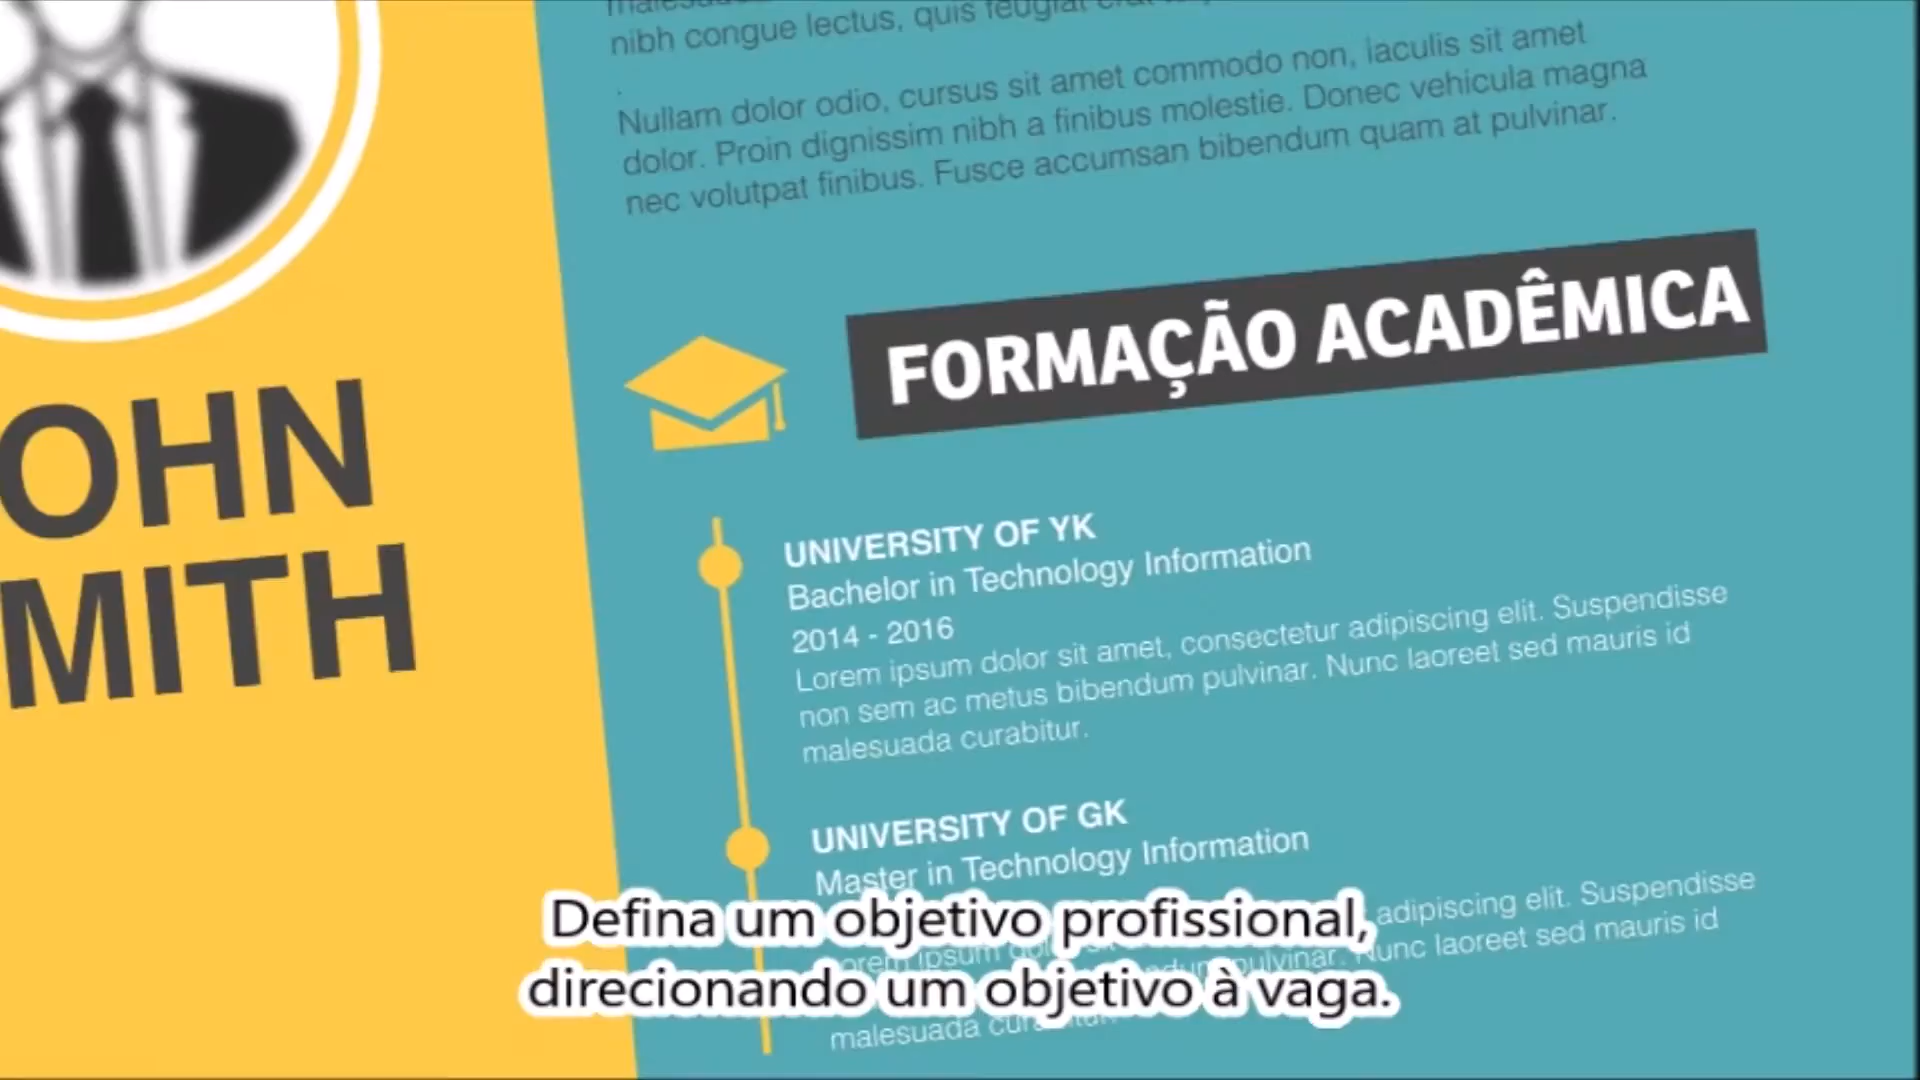 nibh congue lectus, quis feugiat erat
Nullam dolor odio, cursus sit amet commodo non, iaculis sit amet
dolor. Proin dignissim nibh a finibus molestie. Donec vehicula magna
nec volutpat finibus. Fusce accumsan bibendum quam at pulvinar.
OHN
MITH
FORMAÇÃO ACADÊMICA
UNIVERSITY OF YK
Bachelor in Technology Information
2014 - 2016
Lorem ipsum dolor sit amet, consectetur adipiscing elit. Suspendisse
non sem ac metus bibendum pulvinar. Nunc laoreet sed mauris id
malesuada curabitur.
UNIVERSITY OF GK
Master in Technology Information
adipiscing elit. Suspendisse
pulvinar. Nunc laoreet sed mauris id
malesuada curabitur.
Defina um objetivo profissional,
direcionando um objetivo à vaga.